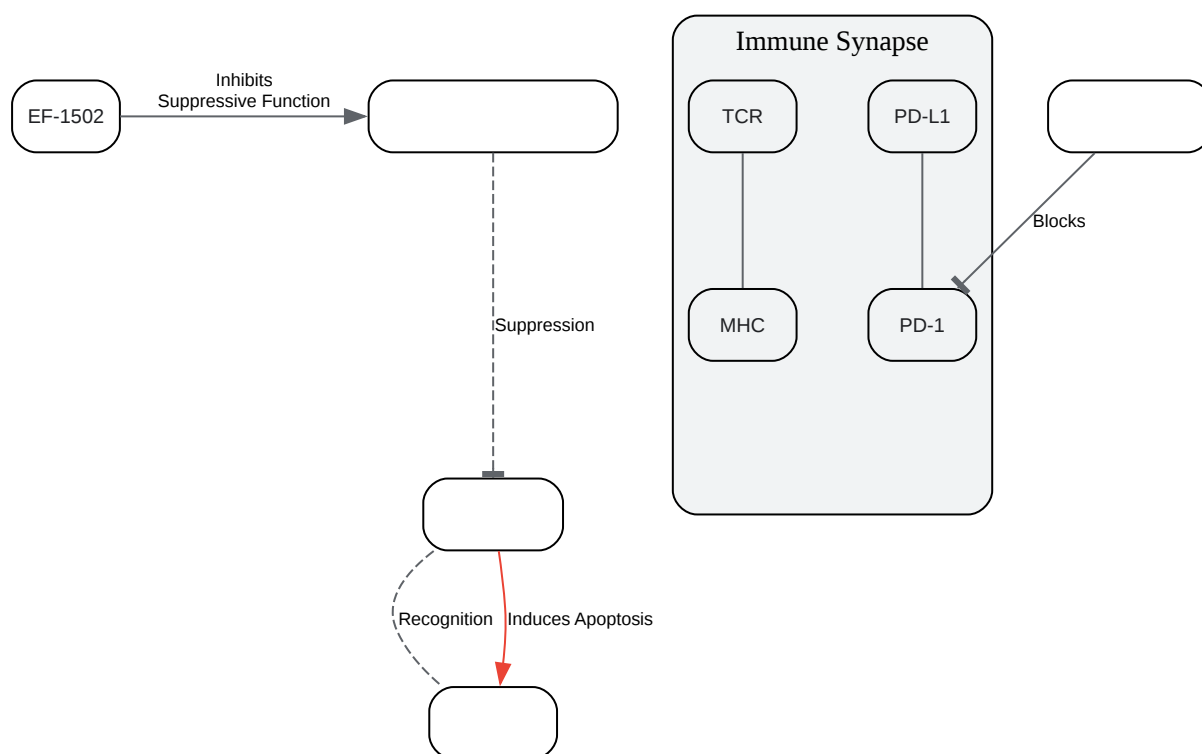 Immune Synapse
Inhibits
Suppressive Function
EF-1502
TCR
PD-L1
Blocks
Suppression
MHC
PD-1
Recognition
Induces Apoptosis